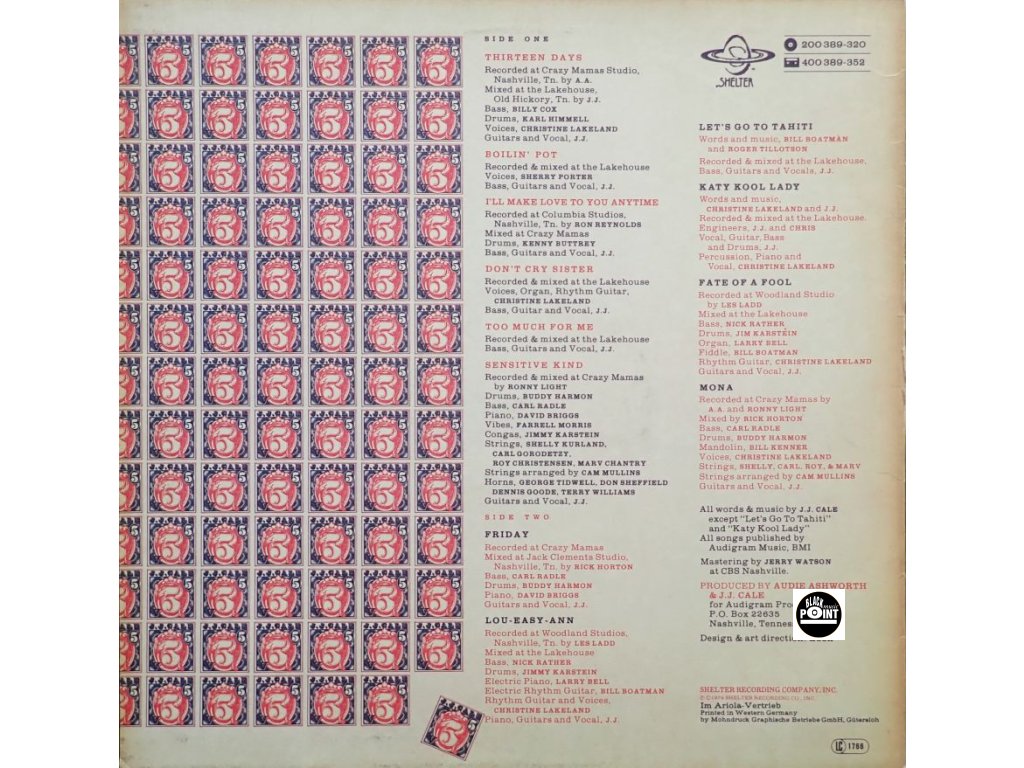 SIDE ONE
THIRTEEN DAYS
Recorded at Crazy Mamas Studio,
Nashville, Tn. by A.A.
Mixed at the Lakehouse,
Old Hickory, Tn. by J.J.
Bass, BILLY COX
Drums, KARL HIMMELL
Voices, CHRISTINE LAKELAND
Guitars and Vocal, J.J.
BOILIN' POT
Recorded & mixed at the Lakehouse
Voices, SHERRY PORTER
Bass, Guitars and Vocal, J.J.
I'LL MAKE LOVE TO YOU ANYTIME
Recorded at Columbia Studios,
Nashville, Tn. by RON REYNOLDS
Mixed at Crazy Mamas
Drums, KENNY BUTTREY
Bass, Guitars and Vocal, J.J.
DON'T CRY SISTER
Recorded & mixed at the Lakehouse
Voices, Organ, Rhythm Guitar,
CHRISTINE LAKELAND
Bass, Guitar and Vocal, J.J.
TOO MUCH FOR ME
Recorded & mixed at the Lakehouse
Bass, Guitars and Vocal, J.J.
SENSITIVE KIND
Recorded & mixed at Crazy Mamas
by RONNY LIGHT
Drums, BUDDY HARMON
Bass, CARL RADLE
Piano, DAVID BRIGGS
Vibes, FARRELL MORRIS
Congas, JIMMY KARSTEIN
Strings, SHELLY KURLAND,
CARL GORODETZY,
ROY CHRISTENSEN, MARV CHANTRY
Strings arranged by CAM MULLINS
Horns, GEORGE TIDWELL, DON SHEFFIELD
DENNIS GOODE, TERRY WILLIAMS
Guitars and Vocal, J.J.
SIDE TWO
FRIDAY
Recorded at Crazy Mamas
Mixed at Jack Clements Studio,
Nashville, Tn. by RICK HORTON
Bass, CARL RADLE
Drums, BUDDY HARMON
Piano, DAVID BRIGGS
Guitars and Vocal, J.J.
LOU-EASY-ANN
Recorded at Woodland Studios,
Nashville, Tn. by LES LADD
Mixed at the Lakehouse
Bass, NICK RATHER
Drums, JIMMY KARSTEIN
Electric Piano, LARRY BELL
Electric Rhythm Guitar, BILL BOATMAN
Rhythm Guitar and Voices,
CHRISTINE LAKELAND
Piano, Guitars and Vocal, J.J.
SHELTER
200 389-320
400 389-352
LET'S GO TO TAHITI
Words and music, BILL BOATMAN
and ROGER TILLOTSON
Recorded & mixed at the Lakehouse,
Bass, Guitars and Vocals, J.J.
KATY KOOL LADY
Words and music,
CHRISTINE LAKELAND and J.J.
Recorded & mixed at the Lakehouse.
Engineers, J.J. and CHRIS
Vocal, Guitar, Bass
and Drums, J.J.
Percussion, Piano and
Vocal, CHRISTINE LAKELAND
FATE OF A FOOL
Recorded at Woodland Studio
by LES LADD
Mixed at the Lakehouse
Bass, NICK RATHER
Drums, JIM KARSTEIN
Organ, LARRY BELL
Fiddle, BILL BOATMAN
Rhythm Guitar, CHRISTINE LAKELAND
Guitars and Vocal, J.J.
MONA
Recorded at Crazy Mamas by
A.A. and RONNY LIGHT
Mixed by RICK HORTON
Bass, CARL RADLE
Drums, BUDDY HARMON
Mandolin, BILL KENNER
Voices, CHRISTINE LAKELAND
Strings, SHELLY, CARL, ROY, & MARV
Strings arranged by CAM MULLINS
Guitars and Vocal, J.J.
All words & music by J.J. CALE
except "Let's Go To Tahiti"
and "Katy Kool Lady"
All songs published by
Audigram Music, BMI
Mastering by JERRY WATSON
at CBS Nashville.
PRODUCED BY AUDIE ASHWORTH
& J.J. CALE
for Audigram Pro
P.O. Box 22635
Nashville, Tenness
BLACK music POINT
Design & art direction:
SHELTER RECORDING COMPANY, INC.
© 1979 SHELTER RECORDING CO., INC.
Im Ariola-Vertrieb
Printed in Western Germany
by Mohndruck Graphische Betriebe GmbH, Gütersloh
LC 1788